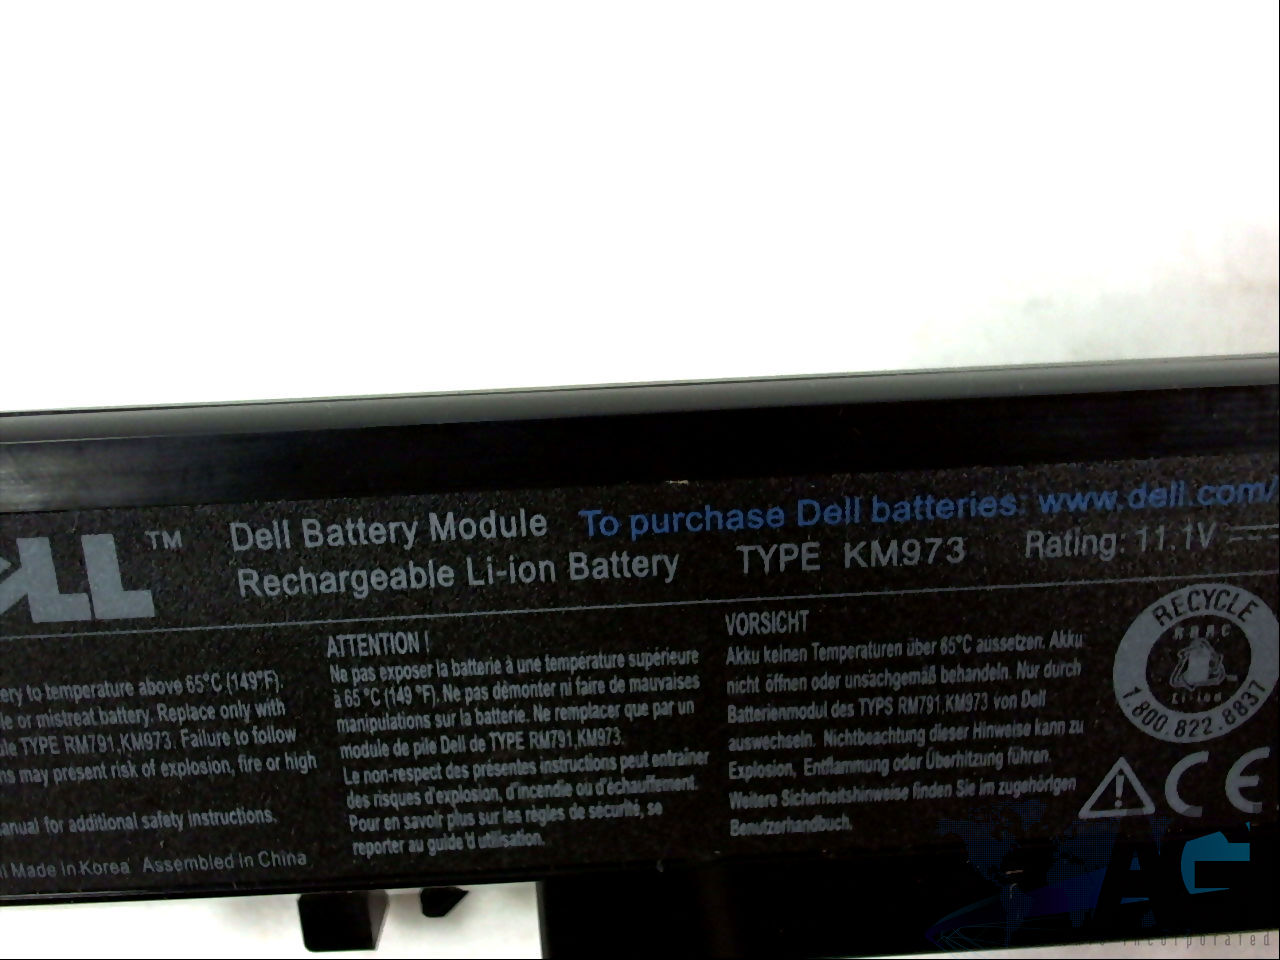 LL™
Dell Battery Module
Rechargeable Li-ion Battery
To purchase Dell batteries: www.dell.com/
TYPE KM973
Rating: 11.1V
ery to temperature above 65°C (149°F).
le or mistreat battery. Replace only with
ule TYPE RM791,KM973. Failure to follow
ns may present risk of explosion, fire or high
anual for additional safety instructions.
Made In Korea Assembled In China
ATTENTION !
Ne pas exposer la batterie à une température supérieure
à 65 °C (149 °F). Ne pas démonter ni faire de mauvaises
manipulations sur la batterie. Ne remplacer que par un
module de pile Dell de TYPE RM791,KM973.
Le non-respect des présentes instructions peut entraîner
des risques d'explosion, d'incendie ou d'échauffement.
Pour en savoir plus sur les règles de sécurité, se
reporter au guide 'd utilisation.
VORSICHT
Akku keinen Temperaturen über 65°C aussetzen. Akku
nicht öffnen oder unsachgemäß behandeln. Nur durch
Batterienmodul des TYPS RM791,KM973 von Dell
auswechseln. Nichtbeachtung dieser Hinweise kann zu
Explosion, Entflammung oder Überhitzung führen.
Weitere Sicherheitshinweise finden Sie im zugehörigen
Benutzerhandbuch.
RECYCLE
RBRC
Li-ion
1.800.822.8837
CE
AG
incorporated